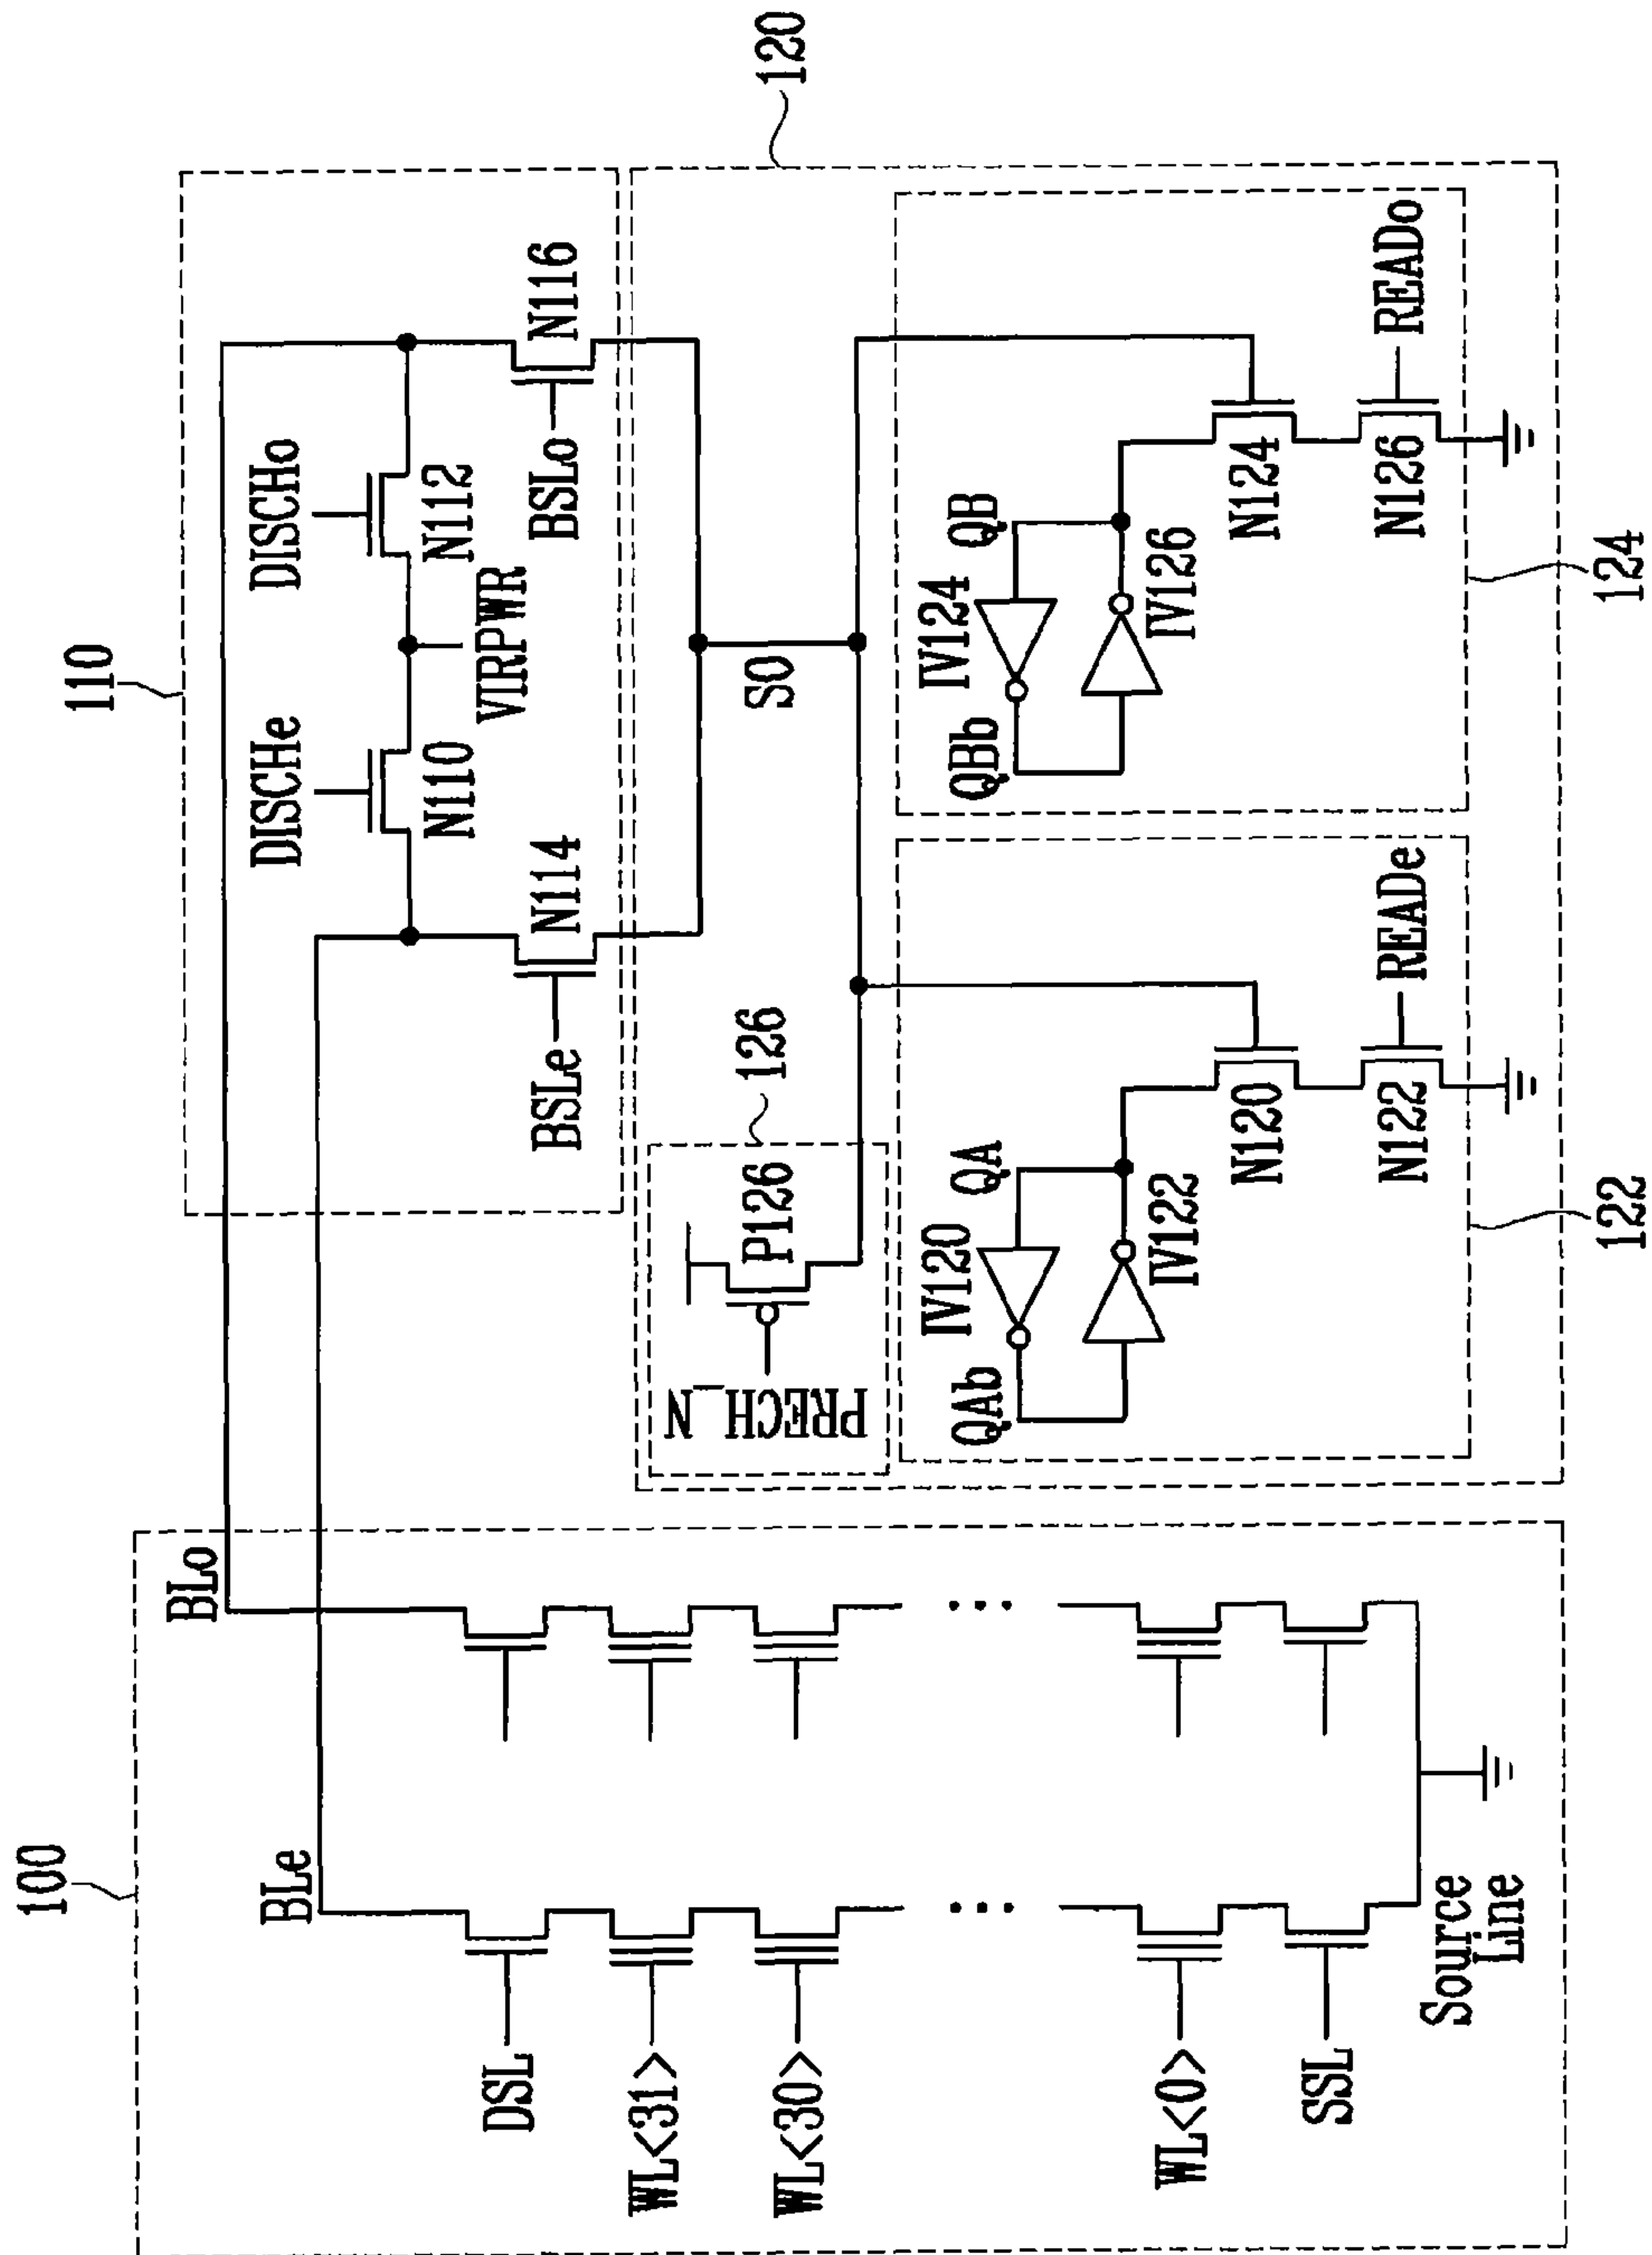 100
BLe
BLo
DSL
WL<31>
WL<30>
WL<0>
SSL
Source
Line
110
DISCHe
DISCHo
N110
N112
VIRPWR
BSLe
N114
BSLo
N116
120
SO
126
P126
PRECH_N
QAb
QA
IV120
IV122
N120
N122
READe
122
QBb
QB
IV124
IV126
N124
N126
READo
124